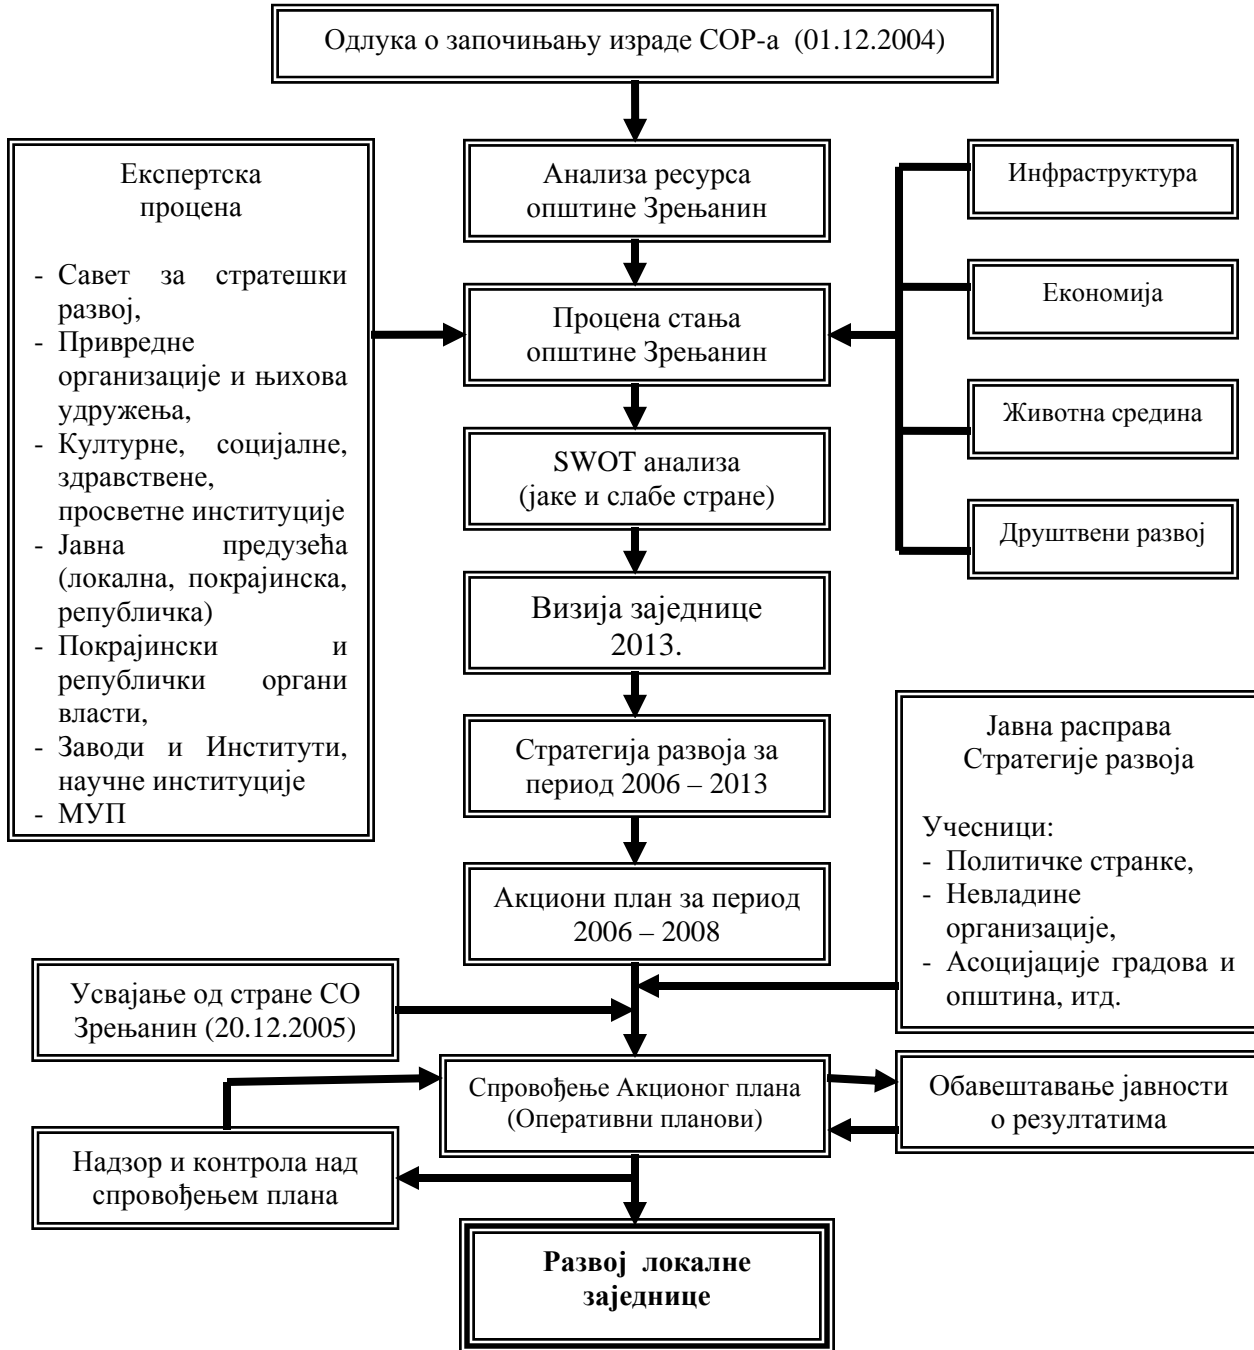 Одлука о започињању израде СОР-а (01.12.2004)
Експертска
процена
- Савет за стратешки
развој,
- Привредне
организације и њихова
удружења,
- Културне, социјалне,
здравствене,
просветне институције
- Јавна предузећа
(локална, покрајинска,
републичка)
- Покрајински и
републички органи
власти,
- Заводи и Институти,
научне институције
- МУП
Анализа ресурса
општине Зрењанин
Процена стања
општине Зрењанин
SWOT анализа
(јаке и слабе стране)
Визија заједнице
2013.
Стратегија развоја за
период 2006 – 2013
Акциони план за период
2006 – 2008
Инфраструктура
Економија
Животна средина
Друштвени развој
Јавна расправа
Стратегије развоја
Учесници:
- Политичке странке,
- Невладине
организације,
- Асоцијације градова и
општина, итд.
Усвајање од стране СО
Зрењанин (20.12.2005)
Спровођење Акционог плана
(Оперативни планови)
Обавештавање јавности
о резултатима
Надзор и контрола над
спровођењем плана
Развој локалне
заједнице